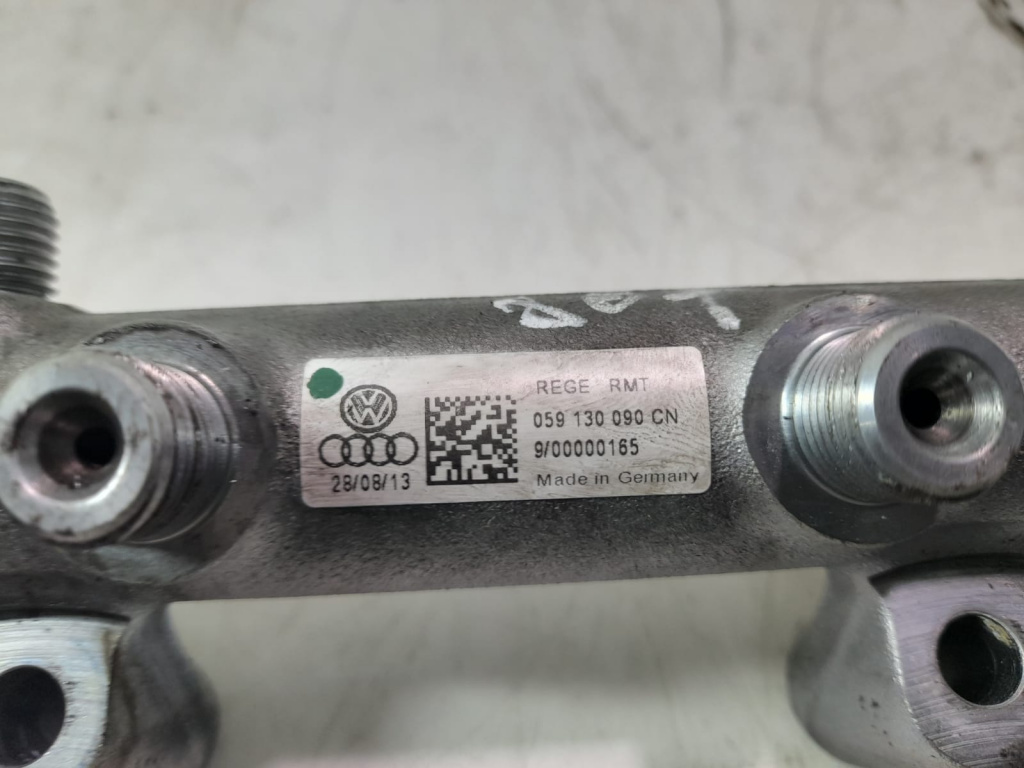 REGE RMT
059 130 090 CN
9/00000165
28/08/13
Made in Germany